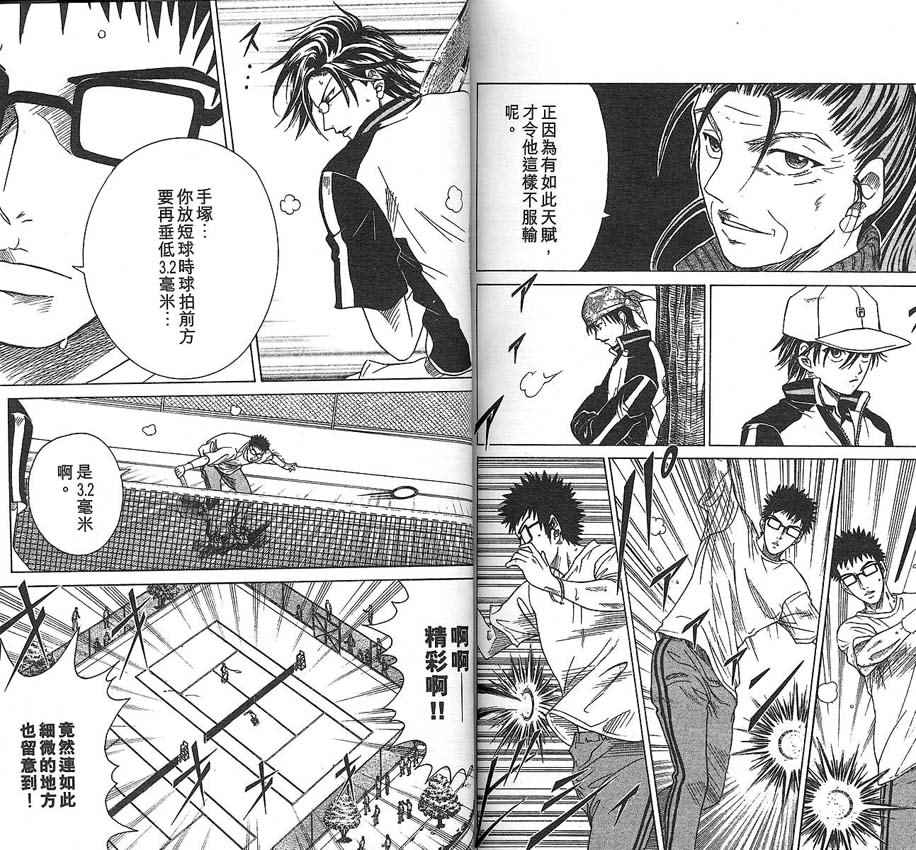 正因為有如此天賦，
才令他這樣不服輸
呢。
手塚…
你放短球時球拍前方
要再垂低3.2毫米…
是
3.2毫米
啊。
啊啊——
精彩啊!!
竟然連如此
細微的地方
也留意到！